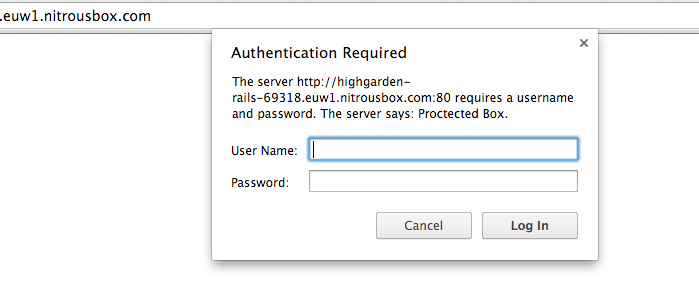 .euw1.nitrousbox.com
Authentication Required
The server http://highgarden-
rails-69318.euw1.nitrousbox.com:80 requires a username
and password. The server says: Proctected Box.
User Name:
Password:
Cancel
Log In